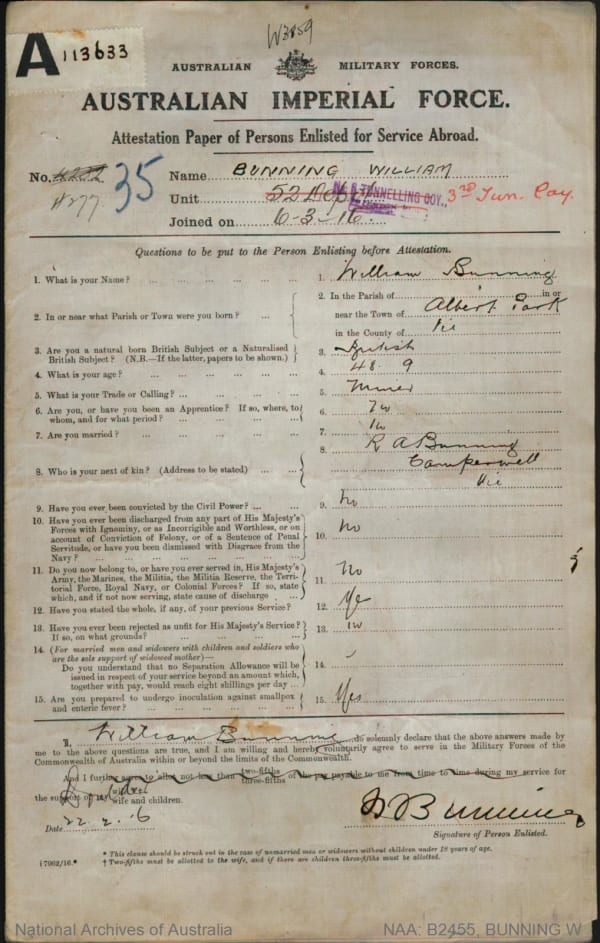 W3859
A 113633
AUSTRALIAN MILITARY FORCES.
AUSTRALIAN IMPERIAL FORCE.
Attestation Paper of Persons Enlisted for Service Abroad.
No. 4277 35 Name BUNNING WILLIAM
Unit 52 Depot TUNNELLING COY., 3RD Tun. Coy.
Joined on 6-3-16
Questions to be put to the Person Enlisting before Attestation.
1. What is your Name? ... 1. William Bunning
2. In or near what Parish or Town were you born? ... 2. In the Parish of in or
near the Town of Albert Park
in the County of Vic
3. Are you a natural born British Subject or a Naturalised
British Subject? (N.B.—If the latter, papers to be shown.) 3. British
4. What is your age? ... 4. 48 9
5. What is your Trade or Calling? ... 5. Miner
6. Are you, or have you been an Apprentice? If so, where, to
whom, and for what period? ... 6. No
7. Are you married? ... 7. No
8. Who is your next of kin? (Address to be stated) ... 8. R A Bunning
Camperwell
Vic
9. Have you ever been convicted by the Civil Power? ... 9. No
10. Have you ever been discharged from any part of His Majesty's
Forces with Ignominy, or as Incorrigible and Worthless, or on
account of Conviction of Felony, or of a Sentence of Penal
Servitude, or have you been Dismissed with Disgrace from the
Navy? ... 10. No
11. Do you now belong to, or have you ever served in, His Majesty's
Army, the Marines, the Militia, the Militia Reserve, the Terri-
torial Force, Royal Navy, or Colonial Forces? If so, state
which, and if not now serving, state cause of discharge ... 11. No
12. Have you stated the whole, if any, of your previous Service? 12. Yes
13. Have you ever been rejected as unfit for His Majesty's Service?
If so, on what grounds? ... 13. No
14. (For married men and widowers with children and soldiers who
are the sole support of widowed mother)—
Do you understand that no Separation Allowance will be
issued in respect of your service beyond an amount which,
together with pay, would reach eight shillings per day ... 14.
15. Are you prepared to undergo inoculation against smallpox
and enteric fever? ... 15. Yes
I, William Bunning do solemnly declare that the above answers made by
me to the above questions are true, and I am willing and hereby voluntarily agree to serve in the Military Forces of the
Commonwealth of Australia within or beyond the limits of the Commonwealth.
And I further agree to allot not less than two-fifths three-fifths of the pay payable to me from time to time during my service for
the support of my wife and children.
Date 22.2.16 W Bunning
Signature of Person Enlisted.
* This clause should be struck out in the case of unmarried men or widowers without children under 18 years of age.
† Two-fifths must be allotted to the wife, and if there are children three-fifths must be allotted.
†7062/16.*
National Archives of Australia NAA: B2455, BUNNING W